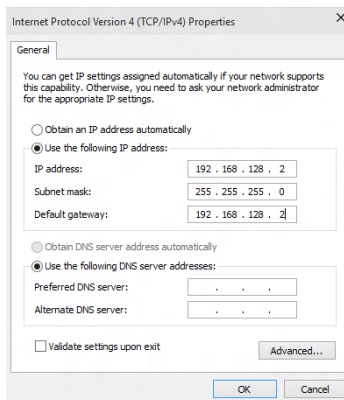 Internet Protocol Version 4 (TCP/IPv4) Properties
General
You can get IP settings assigned automatically if your network supports
this capability. Otherwise, you need to ask your network administrator
for the appropriate IP settings.
Obtain an IP address automatically
Use the following IP address:
IP address: 192 . 168 . 128 . 2
Subnet mask: 255 . 255 . 255 . 0
Default gateway: 192 . 168 . 128 . 2
Obtain DNS server address automatically
Use the following DNS server addresses:
Preferred DNS server: . . .
Alternate DNS server: . . .
Validate settings upon exit
Advanced...
OK Cancel